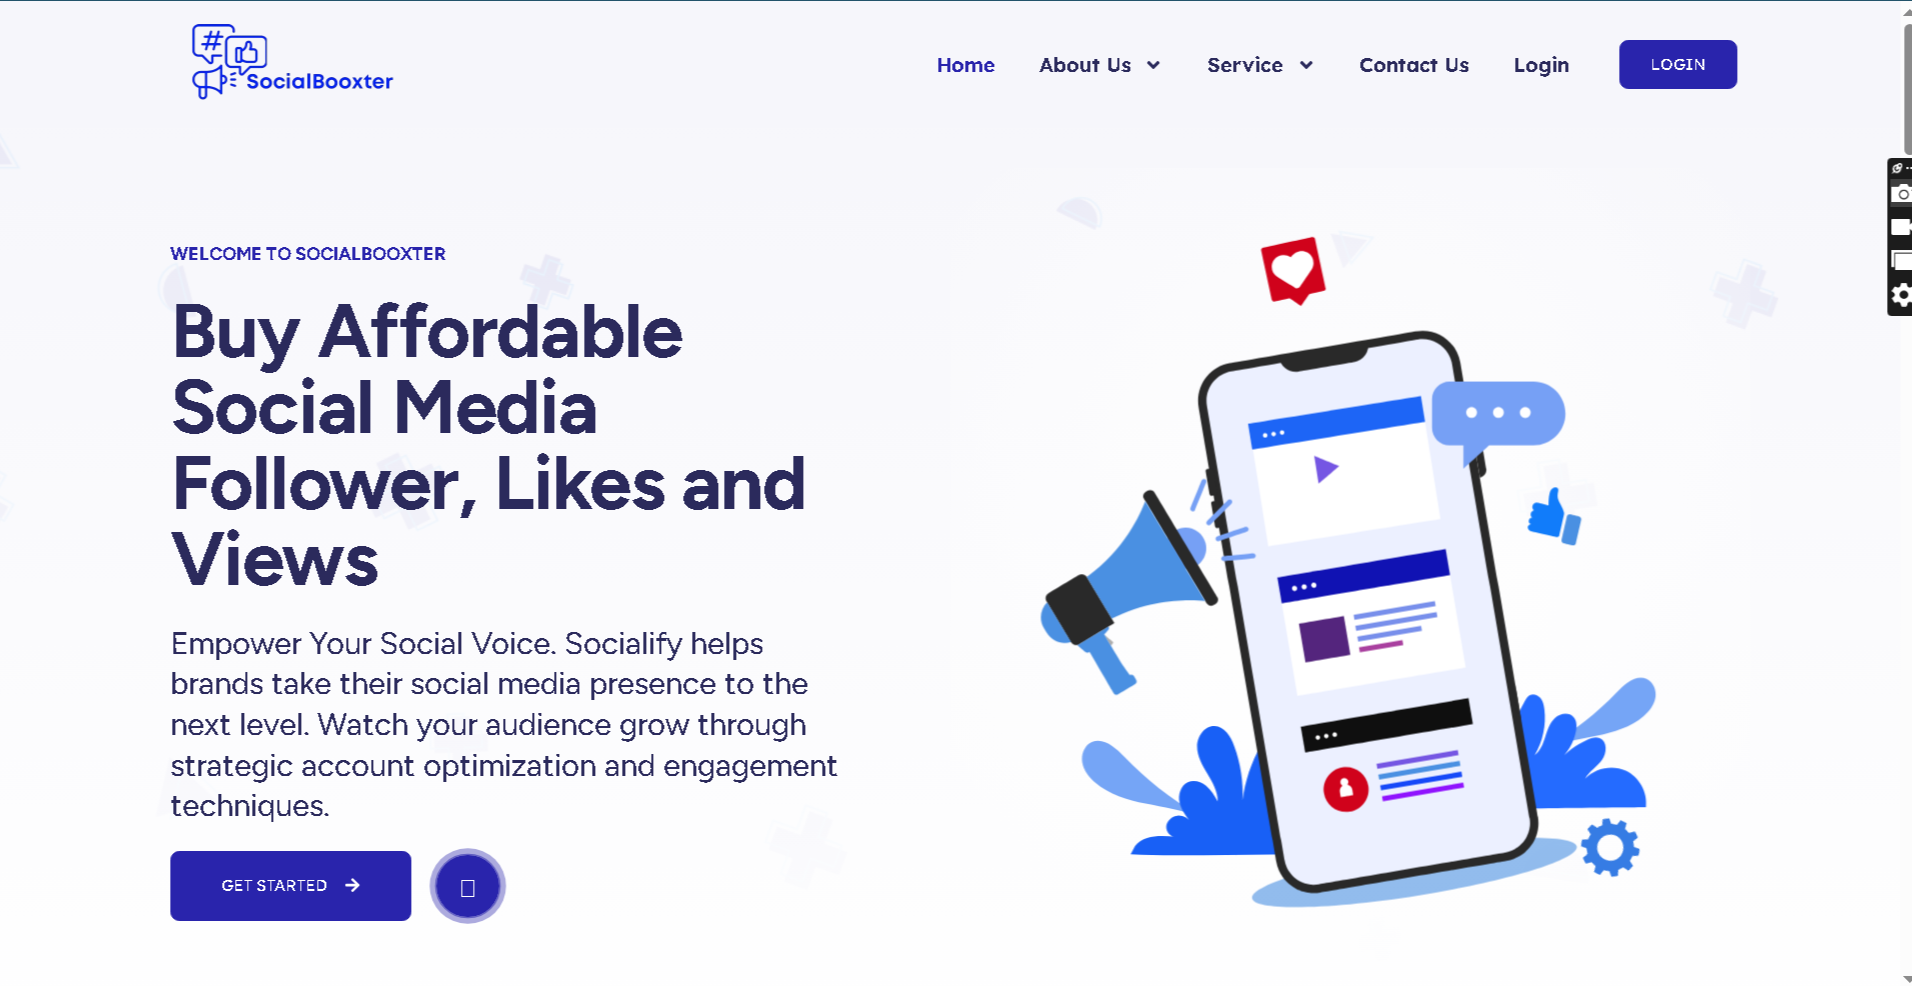 #
SocialBooxter
Home
About Us
Service
Contact Us
Login
LOGIN
WELCOME TO SOCIALBOOXTER
Buy Affordable
Social Media
Follower, Likes and
Views
Empower Your Social Voice. Socialify helps
brands take their social media presence to the
next level. Watch your audience grow through
strategic account optimization and engagement
techniques.
GET STARTED